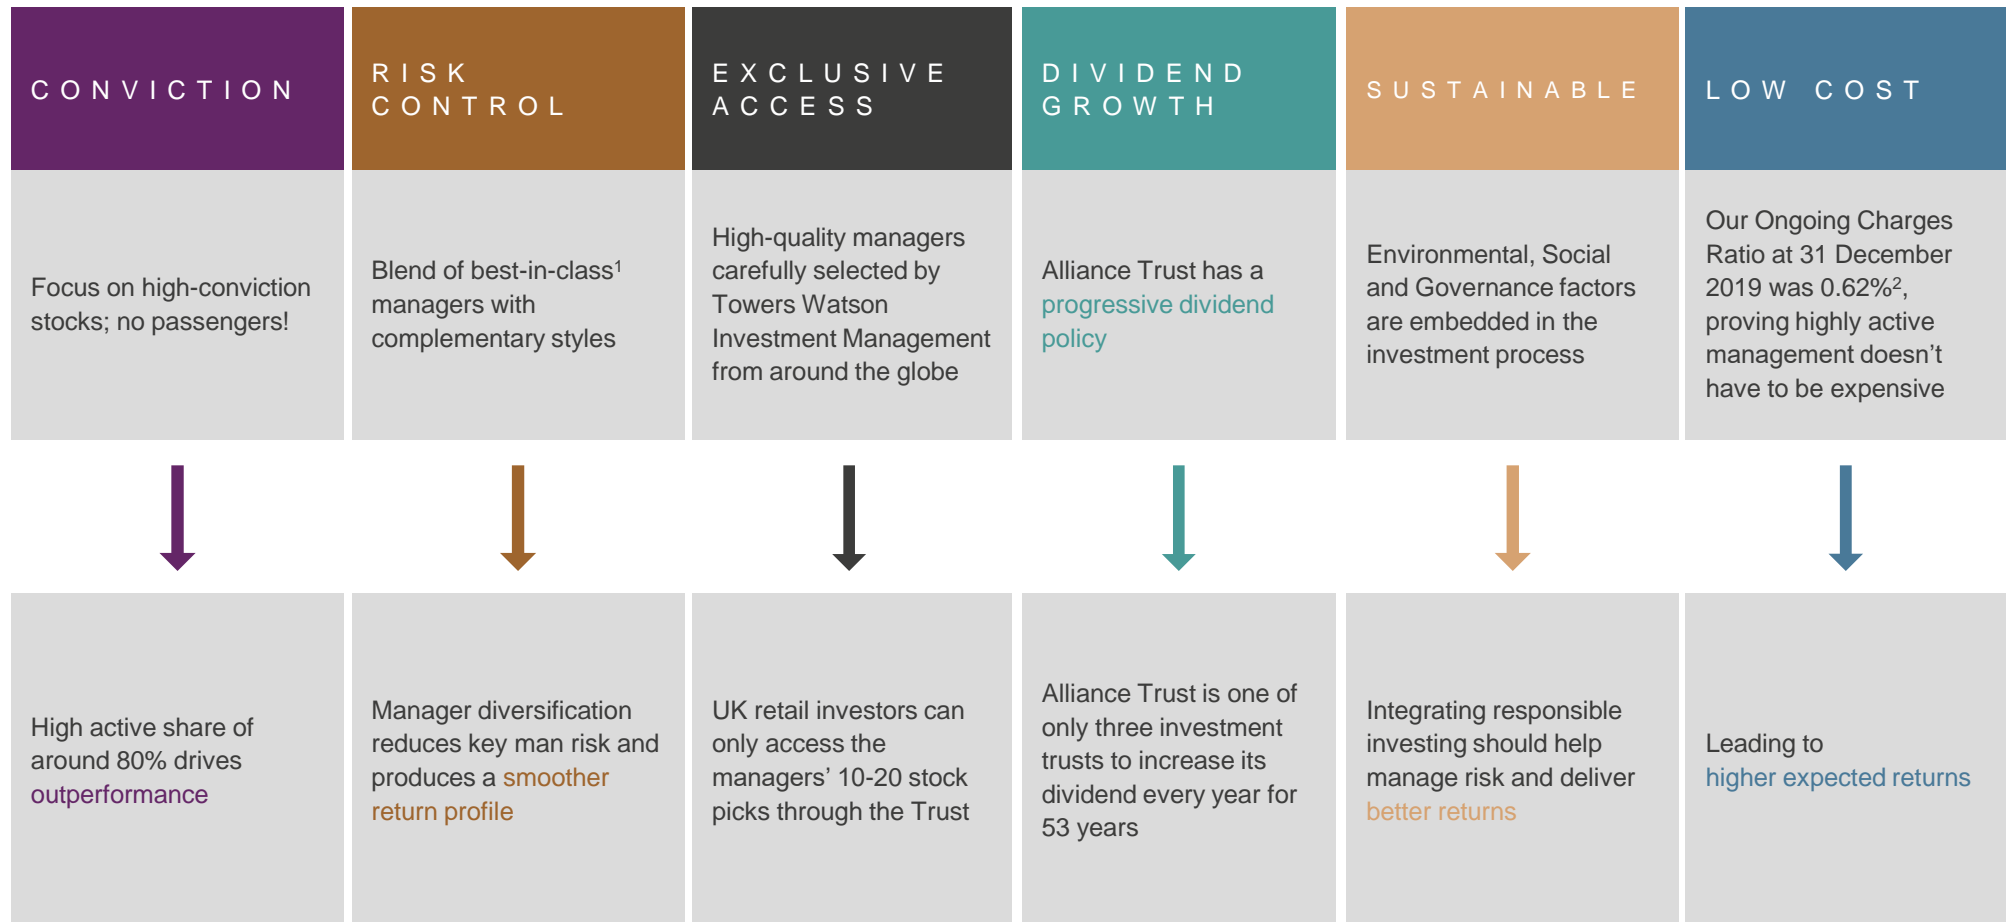 CONVICTION
Focus on high-conviction
stocks; no passengers!
High active share of
around 80% drives
outperformance
RISK
CONTROL
Blend of best-in-class¹
managers with
complementary styles
Manager diversification
reduces key man risk and
produces a smoother
return profile
EXCLUSIVE
ACCESS
High-quality managers
carefully selected by
Towers Watson
Investment Management
from around the globe
UK retail investors can
only access the
managers’ 10-20 stock
picks through the Trust
DIVIDEND
GROWTH
Alliance Trust has a
progressive dividend
policy
Alliance Trust is one of
only three investment
trusts to increase its
dividend every year for
53 years
SUSTAINABLE
Environmental, Social
and Governance factors
are embedded in the
investment process
Integrating responsible
investing should help
manage risk and deliver
better returns
LOW COST
Our Ongoing Charges
Ratio at 31 December
2019 was 0.62%²,
proving highly active
management doesn’t
have to be expensive
Leading to
higher expected returns